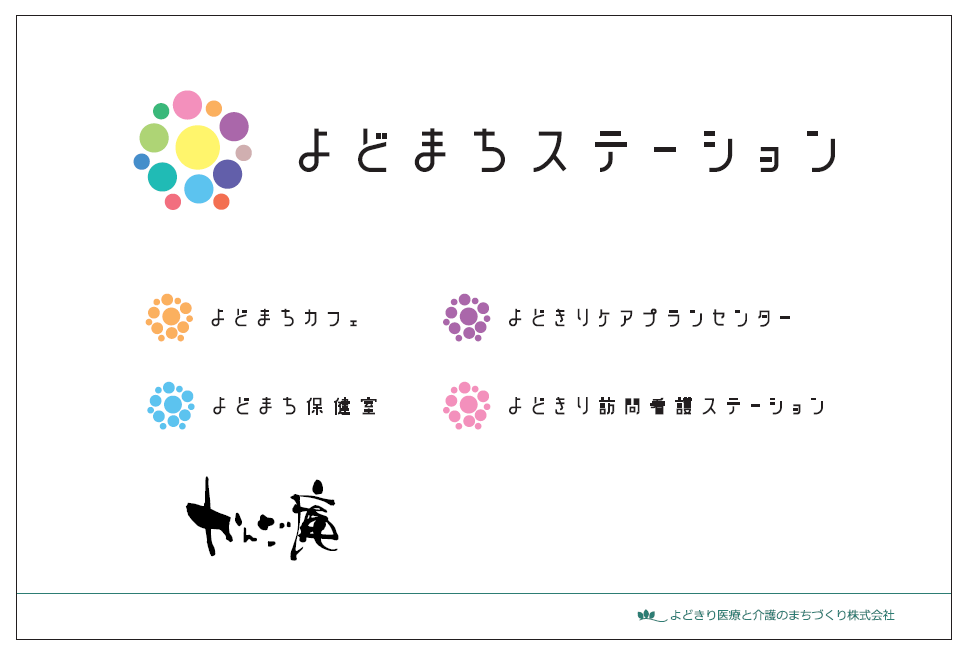 よどまちステーション
よどまちカフェ
よどきりケアプランセンター
よどまち保健室
よどきり訪問看護ステーション
かんご庵
よどきり医療と介護のまちづくり株式会社